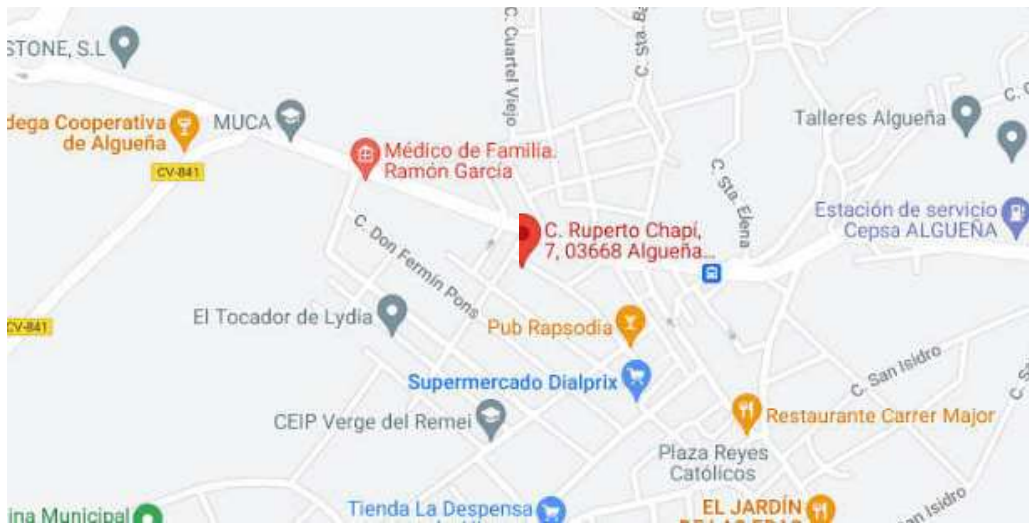 STONE, S.L
C. Cuartel Viejo
C. Sta. Ba
C. C
dega Cooperativa
de Algueña
MUCA
Médico de Familia.
Ramón García
Talleres Algueña
CV-841
C. Sta. Elena
Estación de servicio
Cepsa ALGUEÑA
C. Ruperto Chapí,
7, 03668 Algueña...
C. Don Fermín Pons
El Tocador de Lydia
CV-841
Pub Rapsodia
Supermercado Dialprix
C. San Isidro
C. S
CEIP Verge del Remei
Restaurante Carrer Major
Plaza Reyes
Católicos
ina Municipal
Tienda La Despensa
EL JARDÍN
an Isidro